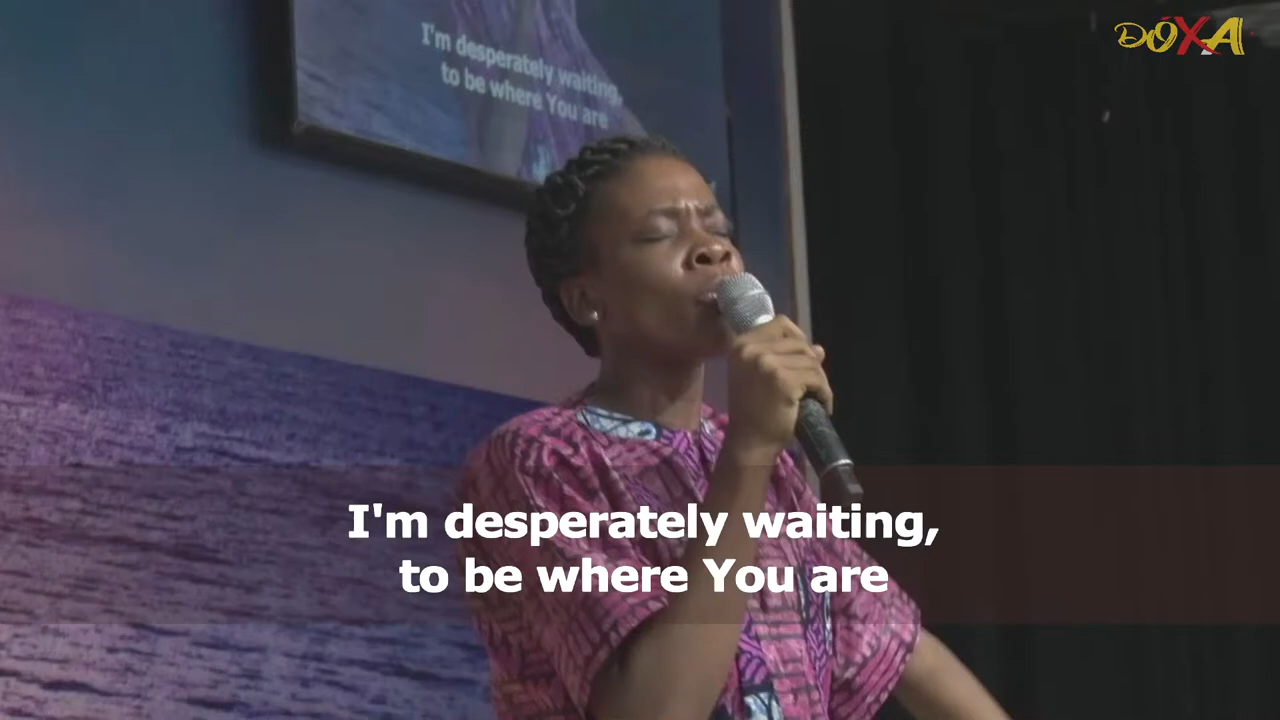 I'm desperately waiting,
to be where You are
DOXA
I'm desperately waiting,
to be where You are